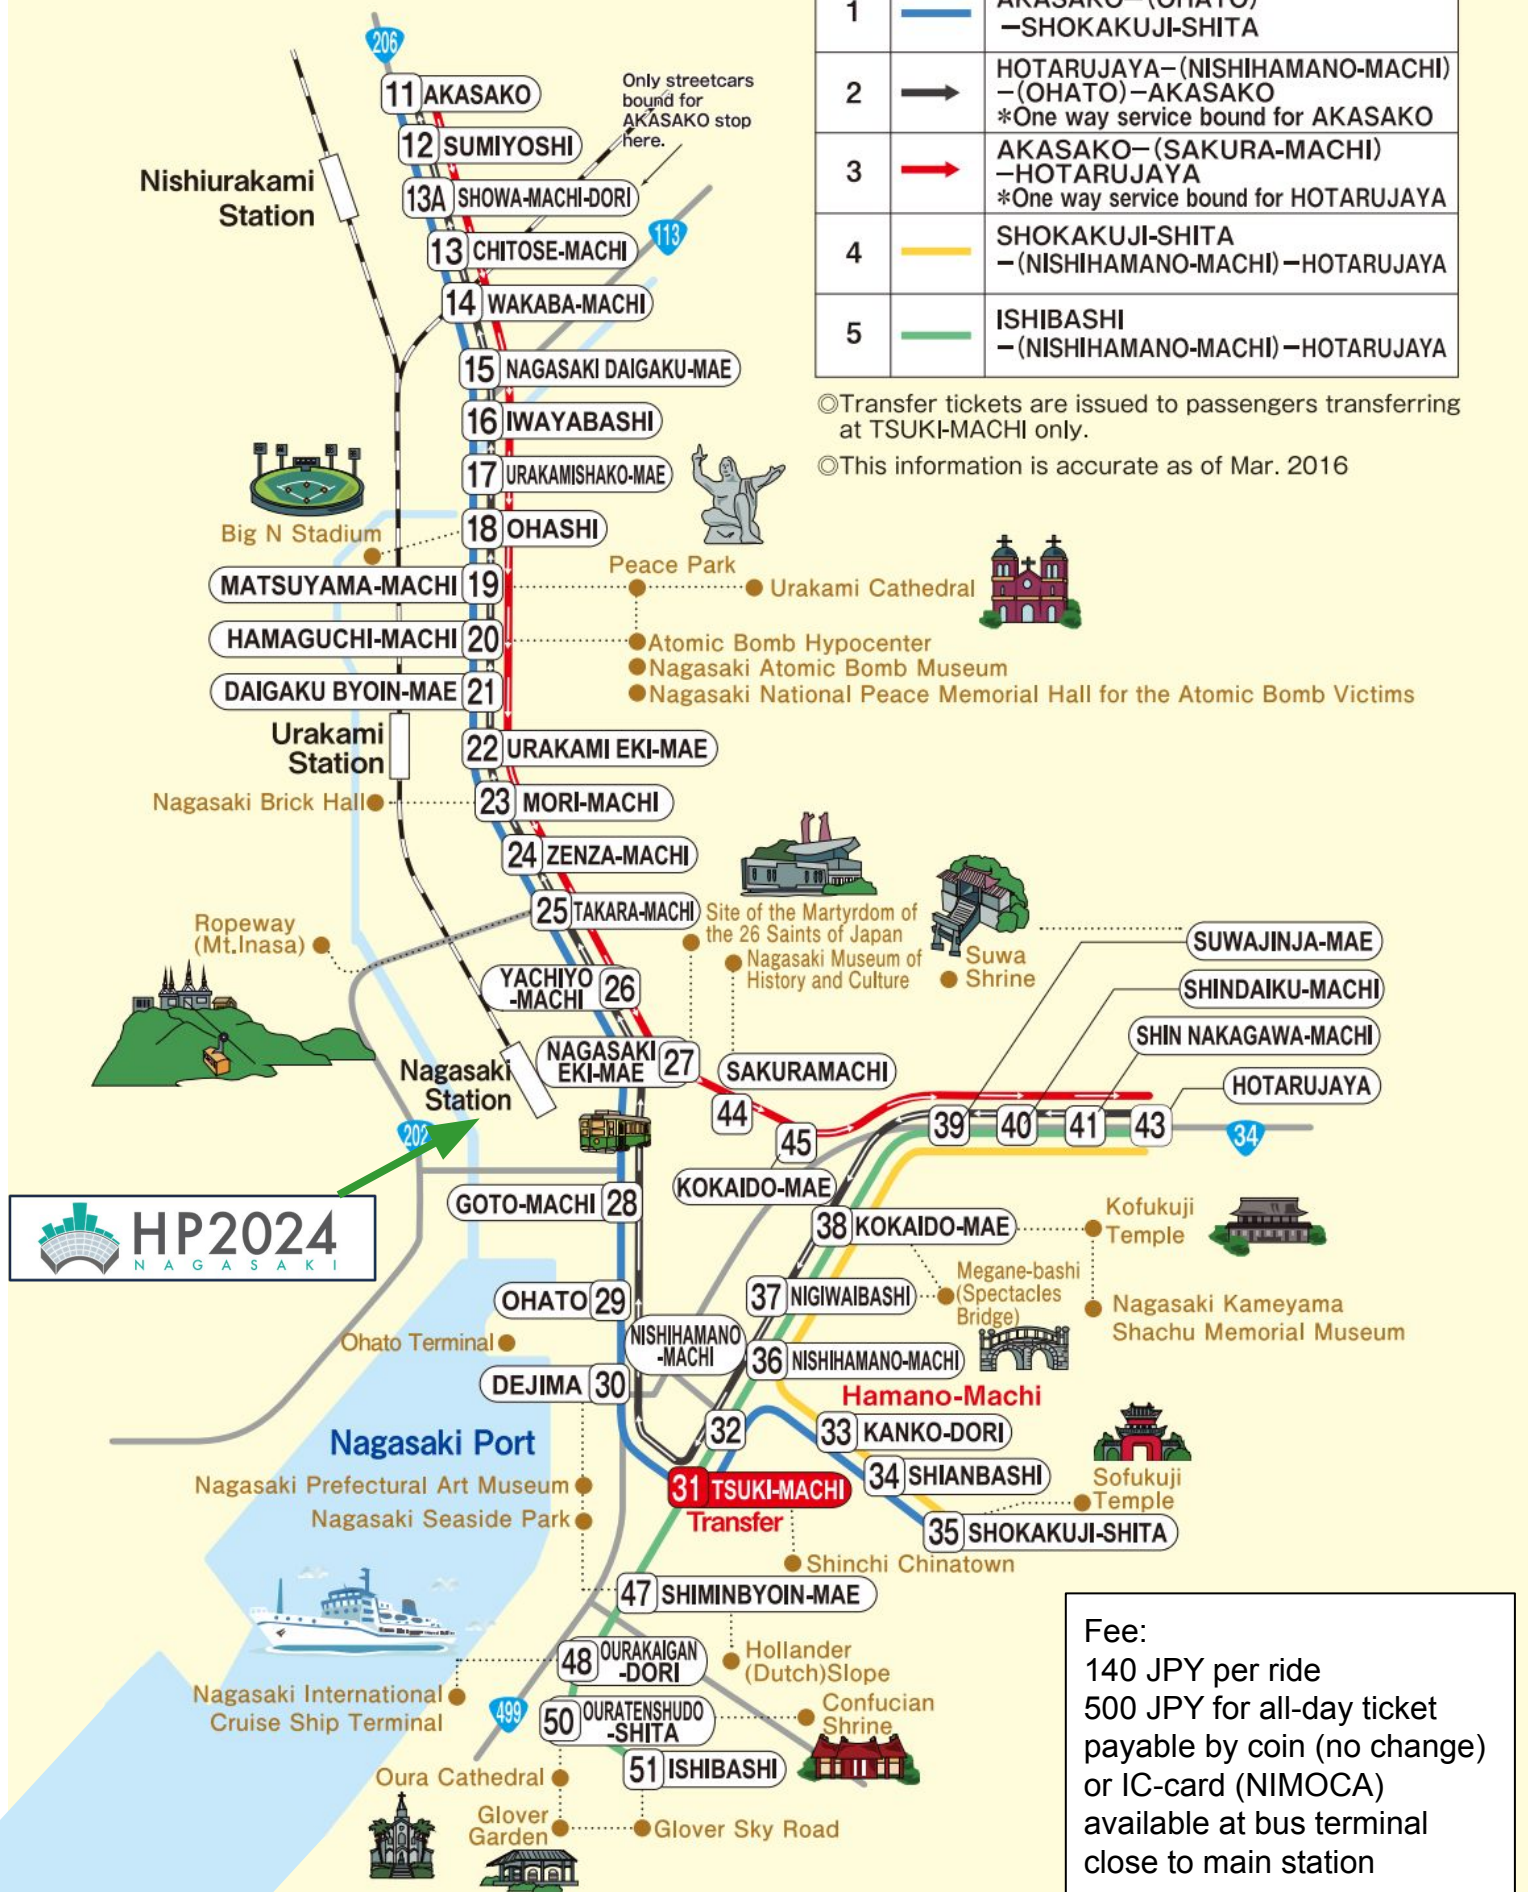 1
AKASAKO—(OHATO)
—SHOKAKUJI-SHITA
2
HOTARUJAYA—(NISHIHAMANO-MACHI)
—(OHATO)—AKASAKO
*One way service bound for AKASAKO
3
AKASAKO—(SAKURA-MACHI)
—HOTARUJAYA
*One way service bound for HOTARUJAYA
4
SHOKAKUJI-SHITA
—(NISHIHAMANO-MACHI)—HOTARUJAYA
5
ISHIBASHI
—(NISHIHAMANO-MACHI)—HOTARUJAYA
◎Transfer tickets are issued to passengers transferring
at TSUKI-MACHI only.
◎This information is accurate as of Mar. 2016
206
11 AKASAKO
Only streetcars
bound for
AKASAKO stop
here.
12 SUMIYOSHI
Nishiurakami
Station
13A SHOWA-MACHI-DORI
13 CHITOSE-MACHI
113
14 WAKABA-MACHI
15 NAGASAKI DAIGAKU-MAE
16 IWAYABASHI
17 URAKAMISHAKO-MAE
18 OHASHI
Big N Stadium
Peace Park
MATSUYAMA-MACHI 19
Urakami Cathedral
HAMAGUCHI-MACHI 20
Atomic Bomb Hypocenter
Nagasaki Atomic Bomb Museum
DAIGAKU BYOIN-MAE 21
Nagasaki National Peace Memorial Hall for the Atomic Bomb Victims
Urakami
Station
22 URAKAMI EKI-MAE
Nagasaki Brick Hall
23 MORI-MACHI
24 ZENZA-MACHI
25 TAKARA-MACHI
Site of the Martyrdom of
the 26 Saints of Japan
Ropeway
(Mt.Inasa)
Nagasaki Museum of
History and Culture
Suwa
Shrine
SUWAJINJA-MAE
YACHIYO
-MACHI 26
SHINDAIKU-MACHI
SHIN NAKAGAWA-MACHI
NAGASAKI
EKI-MAE 27
SAKURAMACHI
HOTARUJAYA
Nagasaki
Station
44
45
39
40
41
43
34
202
KOKAIDO-MAE
GOTO-MACHI 28
HP2024
NAGASAKI
38 KOKAIDO-MAE
Kofukuji
Temple
Megane-bashi
(Spectacles
Bridge)
37 NIGIWAIBASHI
OHATO 29
Nagasaki Kameyama
Shachu Memorial Museum
NISHIHAMANO
-MACHI
Ohato Terminal
36 NISHIHAMANO-MACHI
DEJIMA 30
Hamano-Machi
32
33 KANKO-DORI
Nagasaki Port
34 SHIANBASHI
Sofukuji
Temple
Nagasaki Prefectural Art Museum
31 TSUKI-MACHI
Transfer
Nagasaki Seaside Park
35 SHOKAKUJI-SHITA
Shinchi Chinatown
47 SHIMINBYOIN-MAE
48 OURAKAIGAN
-DORI
Hollander
(Dutch)Slope
Nagasaki International
Cruise Ship Terminal
499
50 OURATENSHUDO
-SHITA
Confucian
Shrine
51 ISHIBASHI
Oura Cathedral
Glover
Garden
Glover Sky Road
Fee:
140 JPY per ride
500 JPY for all-day ticket
payable by coin (no change)
or IC-card (NIMOCA)
available at bus terminal
close to main station